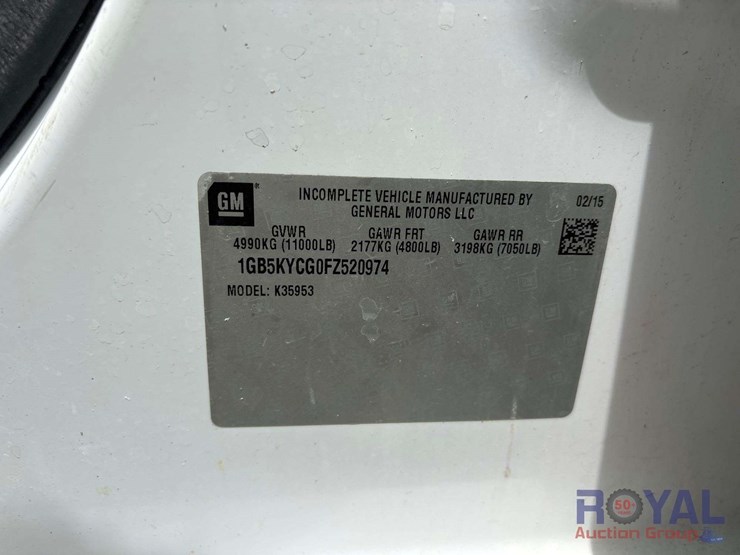 GM
INCOMPLETE VEHICLE MANUFACTURED BY
GENERAL MOTORS LLC
02/15
GVWR GAWR FRT GAWR RR
4990KG (11000LB) 2177KG (4800LB) 3198KG (7050LB)
1GB5KYCG0FZ520974
MODEL: K35953
ROYAL
50
Auction Group